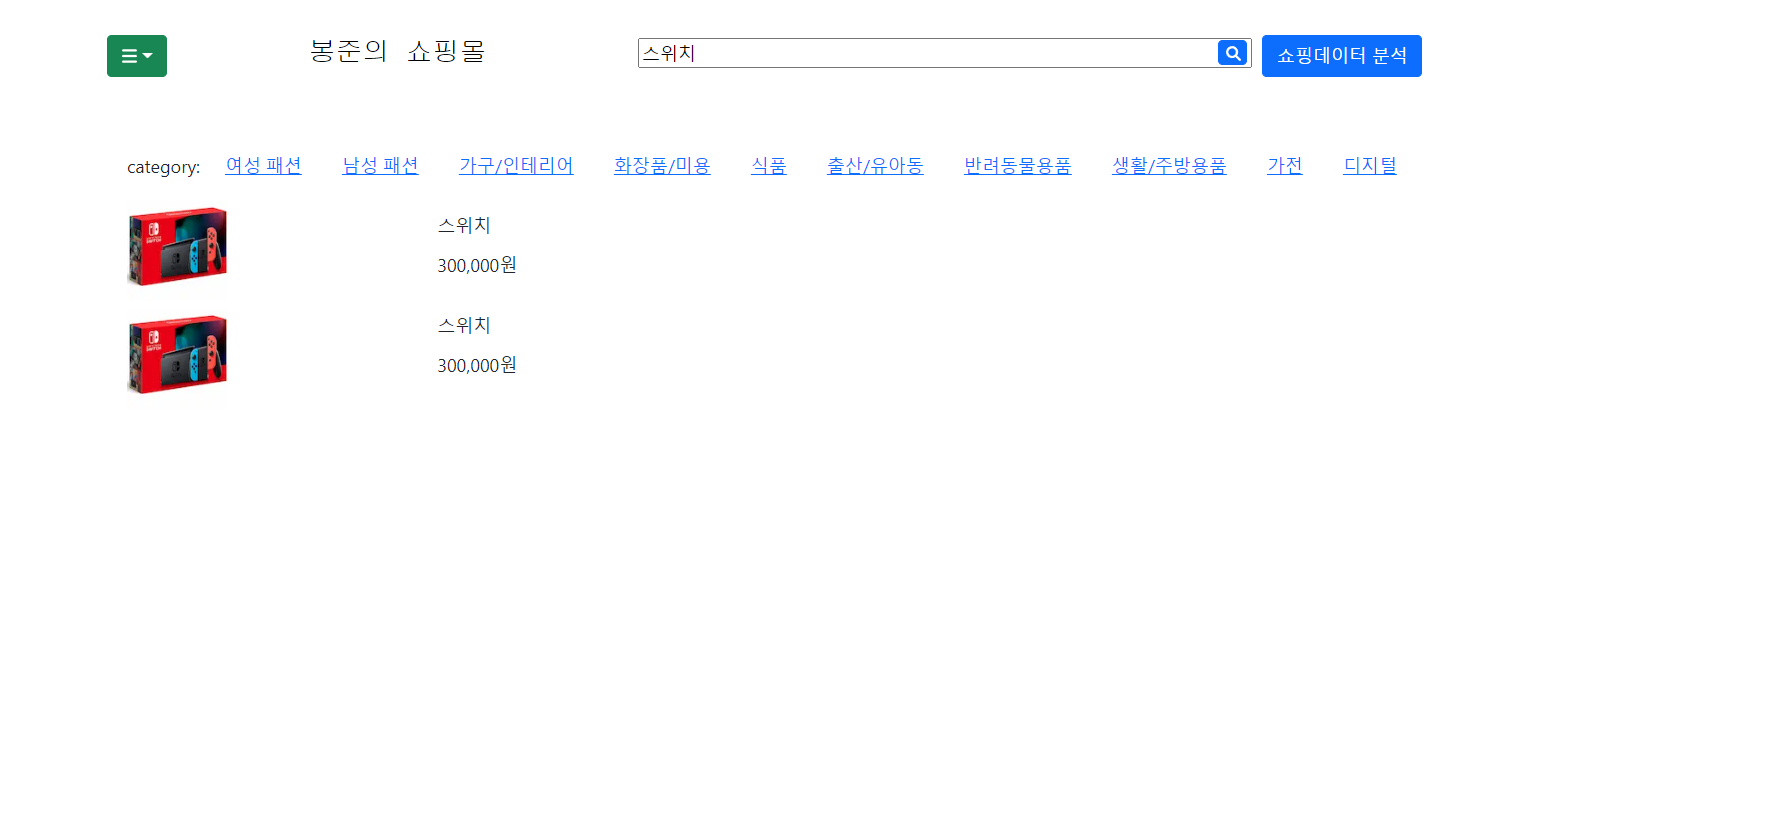 봉준의 쇼핑몰
스위치
쇼핑데이터 분석
category: 여성 패션 남성 패션 가구/인테리어 화장품/미용 식품 출산/유아동 반려동물용품 생활/주방용품 가전 디지털
스위치
300,000원
스위치
300,000원